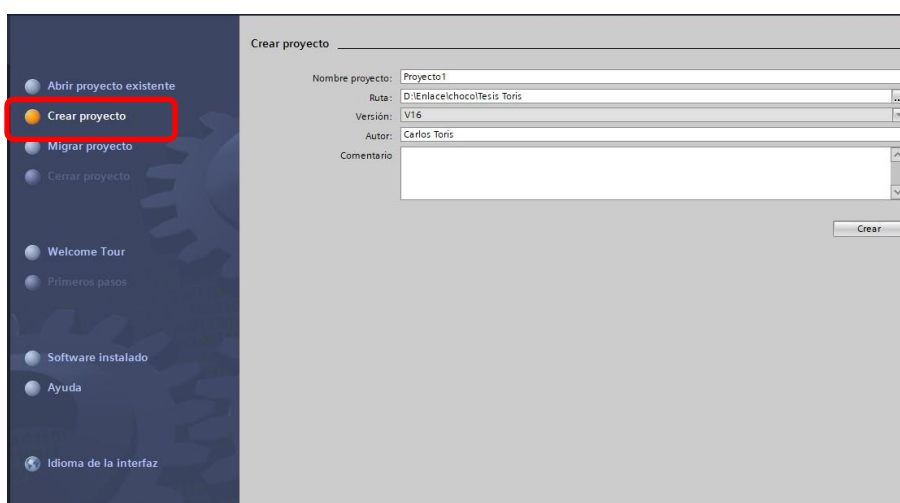 Abrir proyecto existente
Crear proyecto
Migrar proyecto
Cerrar proyecto
Welcome Tour
Primeros pasos
Software instalado
Ayuda
Idioma de la interfaz
Crear proyecto
Nombre proyecto: Proyecto1
Ruta: D:\Enlace\choco\Tesis Toris
...
Versión: V16
Autor: Carlos Toris
Comentario
Crear